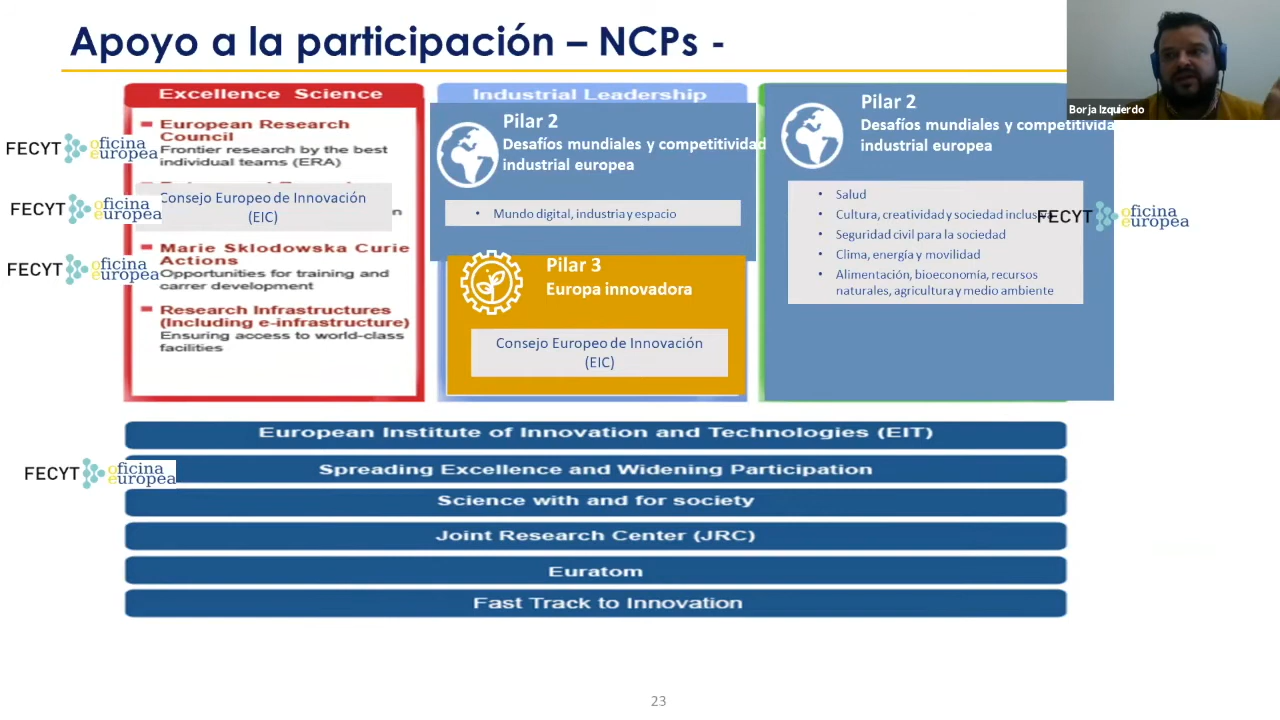 Apoyo a la participación – NCPs -
Borja Izquierdo
Excellence Science
European Research
Council
Frontier research by the best
individual teams (ERA)
Consejo Europeo de Innovación
(EIC)
Marie Sklodowska Curie
Actions
Opportunities for training and
carrer development
Research Infrastructures
(Including e-infrastructure)
Ensuring access to world-class
facilities
FECYT oficina
europea
FECYT oficina
europea
FECYT oficina
europea
Industrial Leadership
Pilar 2
Desafíos mundiales y competitividad
industrial europea
• Mundo digital, industria y espacio
Pilar 3
Europa innovadora
Consejo Europeo de Innovación
(EIC)
Pilar 2
Desafíos mundiales y competitivida
industrial europea
• Salud
• Cultura, creatividad y sociedad
• Seguridad civil para la sociedad
• Clima, energía y movilidad
• Alimentación, bioeconomía, recursos
naturales, agricultura y medio ambiente
FECYT oficina
europea
European Institute of Innovation and Technologies (EIT)
FECYT oficina
europea
Spreading Excellence and Widening Participation
Science with and for society
Joint Research Center (JRC)
Euratom
Fast Track to Innovation
23